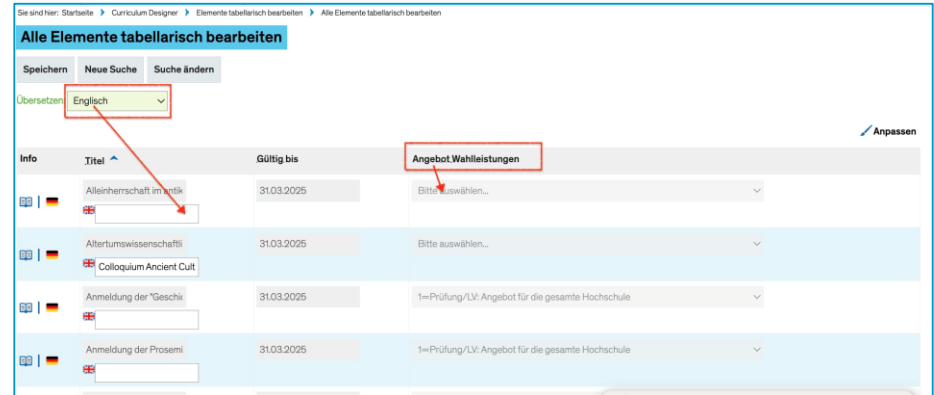 Sie sind hier: Startseite Curriculum Designer Elemente tabellarisch bearbeiten Alle Elemente tabellarisch bearbeiten
Alle Elemente tabellarisch bearbeiten
Speichern Neue Suche Suche ändern
Übersetzen: Englisch
Anpassen
Info Titel Gültig bis Angebot Wahlleistungen
Alleinherrschaft im antik 31.03.2025 Bitte auswählen...
Altertumswissenschaftli 31.03.2025 Bitte auswählen...
Colloquium Ancient Cult
Anmeldung der "Geschic 31.03.2025 1=Prüfung/LV: Angebot für die gesamte Hochschule
Anmeldung der Prosemi 31.03.2025 1=Prüfung/LV: Angebot für die gesamte Hochschule